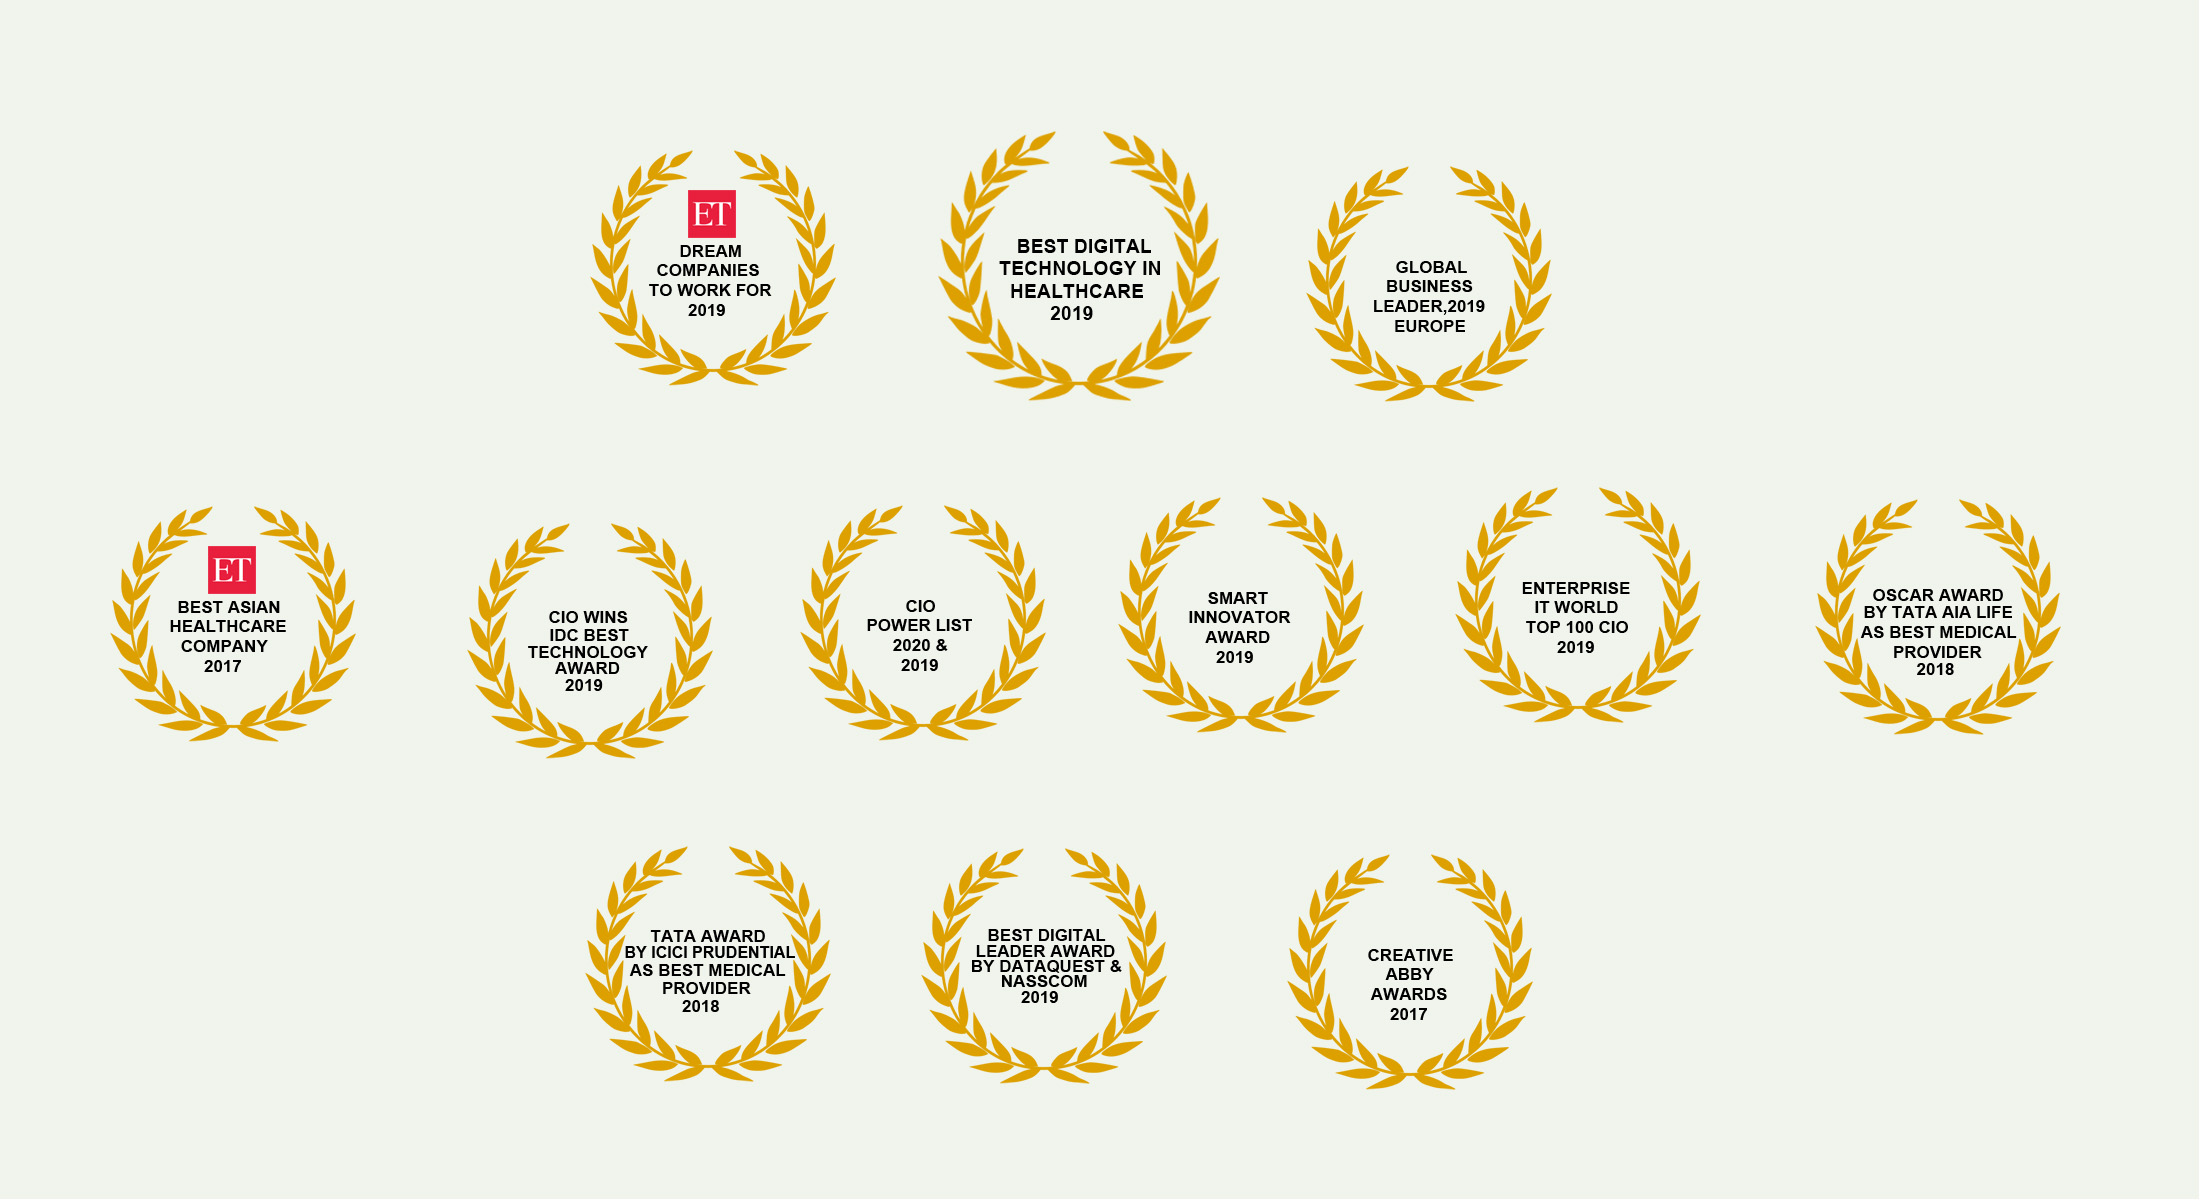 ET
DREAM
COMPANIES
TO WORK FOR
2019
BEST DIGITAL
TECHNOLOGY IN
HEALTHCARE
2019
GLOBAL
BUSINESS
LEADER,2019
EUROPE
ET
BEST ASIAN
HEALTHCARE
COMPANY
2017
CIO WINS
IDC BEST
TECHNOLOGY
AWARD
2019
CIO
POWER LIST
2020 &
2019
SMART
INNOVATOR
AWARD
2019
ENTERPRISE
IT WORLD
TOP 100 CIO
2019
OSCAR AWARD
BY TATA AIA LIFE
AS BEST MEDICAL
PROVIDER
2018
TATA AWARD
BY ICICI PRUDENTIAL
AS BEST MEDICAL
PROVIDER
2018
BEST DIGITAL
LEADER AWARD
BY DATAQUEST &
NASSCOM
2019
CREATIVE
ABBY
AWARDS
2017